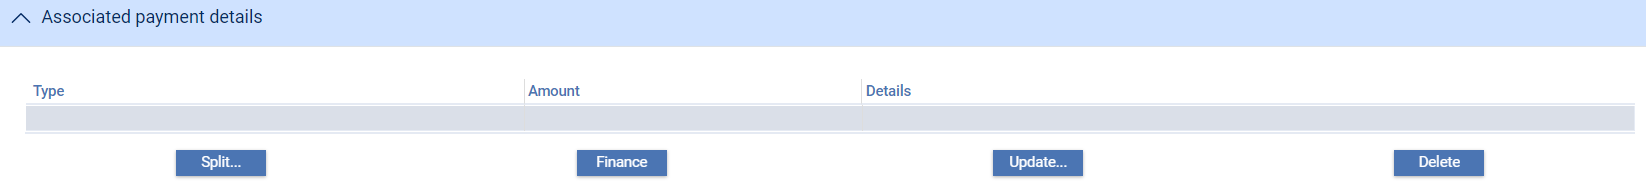 Associated payment details
Type Amount Details
Split... Finance Update... Delete